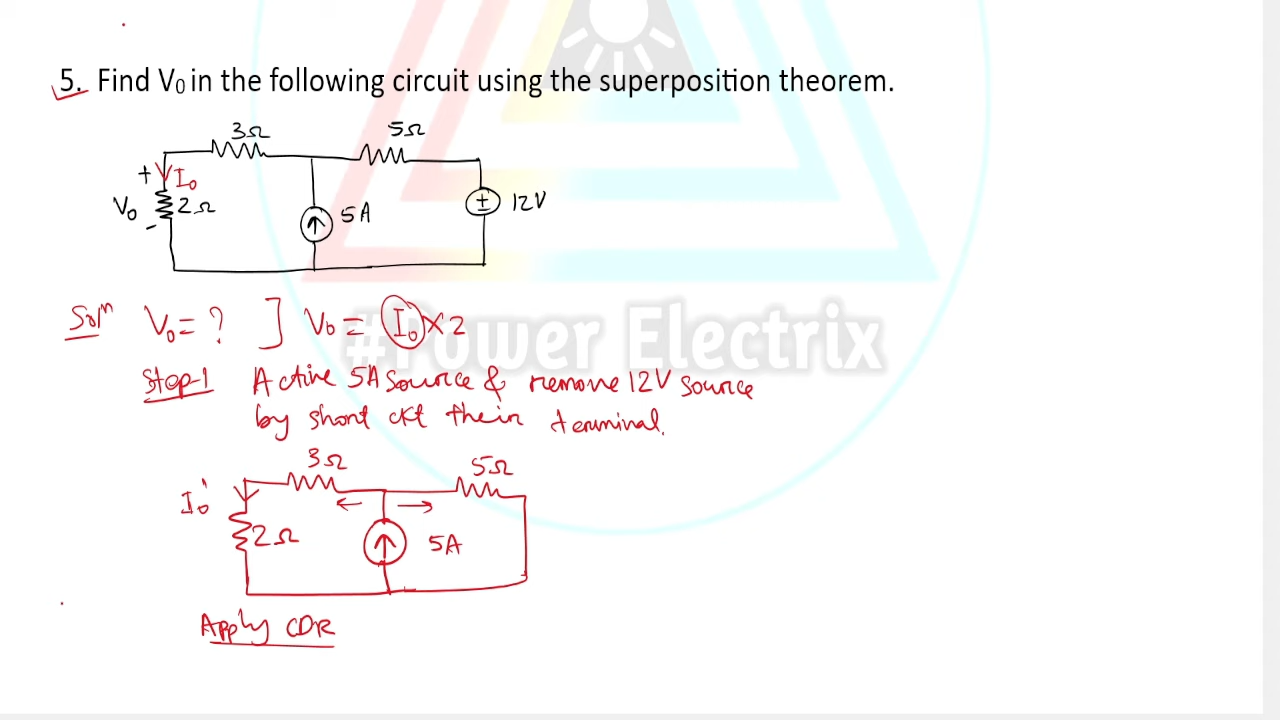 5. Find V0 in the following circuit using the superposition theorem.
3Ω 5Ω
+ I0
V0 2Ω 5A ± 12V
-
Solⁿ V0 = ? ] V0 = I0 × 2
#Power Electrix
Step-1 Active 5A source & remove 12V source
by short ckt their terminal.
3Ω 5Ω
I0'
2Ω 5A
Apply CDR